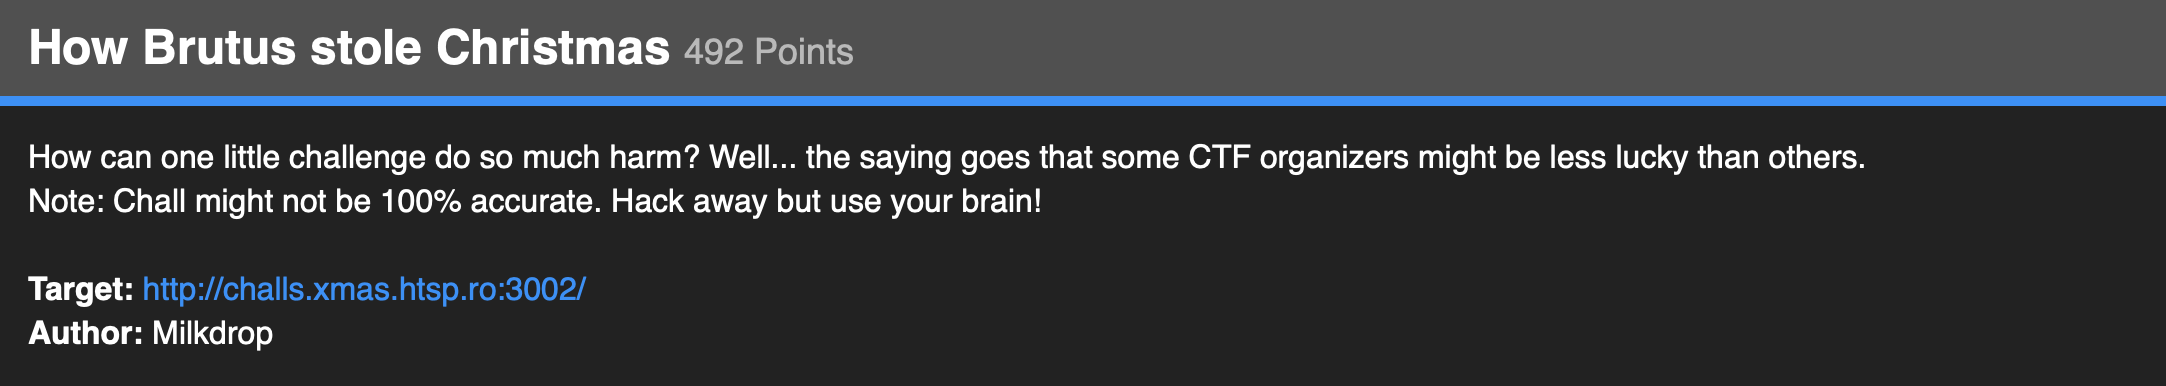 How Brutus stole Christmas 492 Points
How can one little challenge do so much harm? Well... the saying goes that some CTF organizers might be less lucky than others.
Note: Chall might not be 100% accurate. Hack away but use your brain!
Target: http://challs.xmas.htsp.ro:3002/
Author: Milkdrop